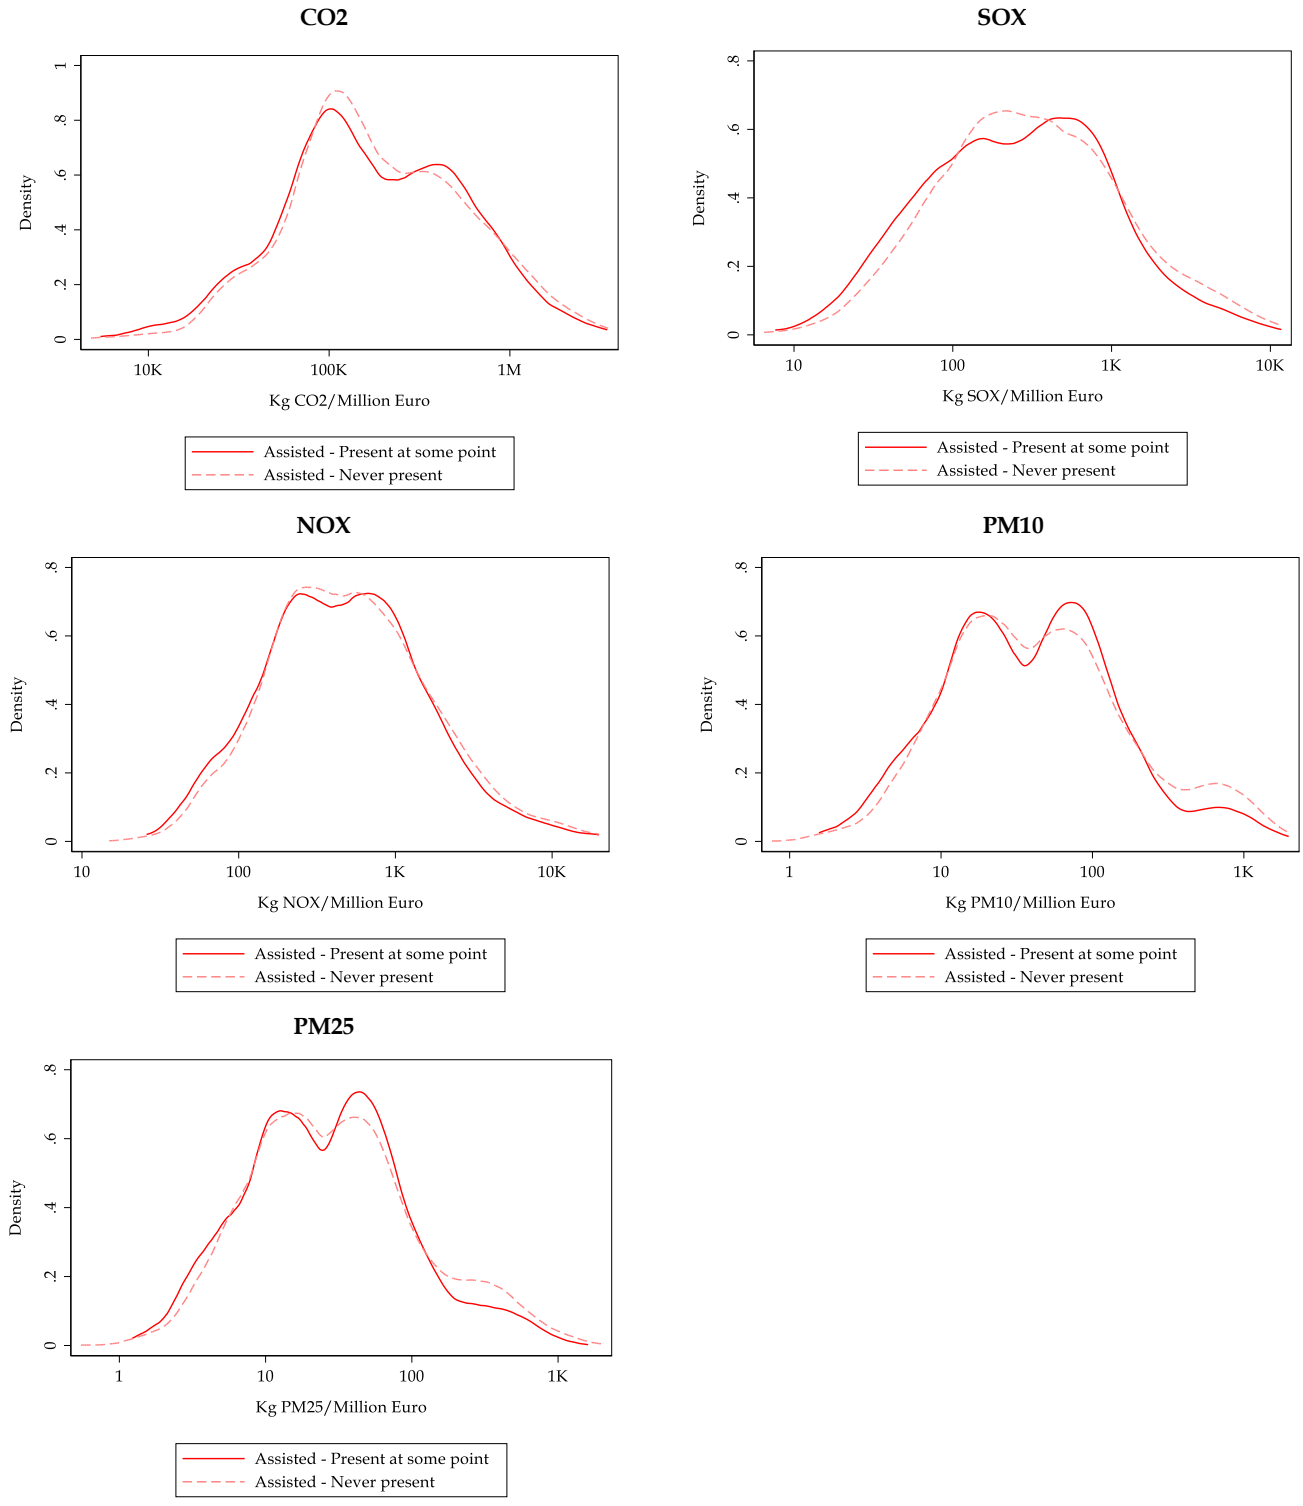 CO2
Density
0 .2 .4 .6 .8 1
10K 100K 1M
Kg CO2/Million Euro
Assisted - Present at some point
Assisted - Never present
SOX
Density
0 .2 .4 .6 .8
10 100 1K 10K
Kg SOX/Million Euro
Assisted - Present at some point
Assisted - Never present
NOX
Density
0 .2 .4 .6 .8
10 100 1K 10K
Kg NOX/Million Euro
Assisted - Present at some point
Assisted - Never present
PM10
Density
0 .2 .4 .6 .8
1 10 100 1K
Kg PM10/Million Euro
Assisted - Present at some point
Assisted - Never present
PM25
Density
0 .2 .4 .6 .8
1 10 100 1K
Kg PM25/Million Euro
Assisted - Present at some point
Assisted - Never present